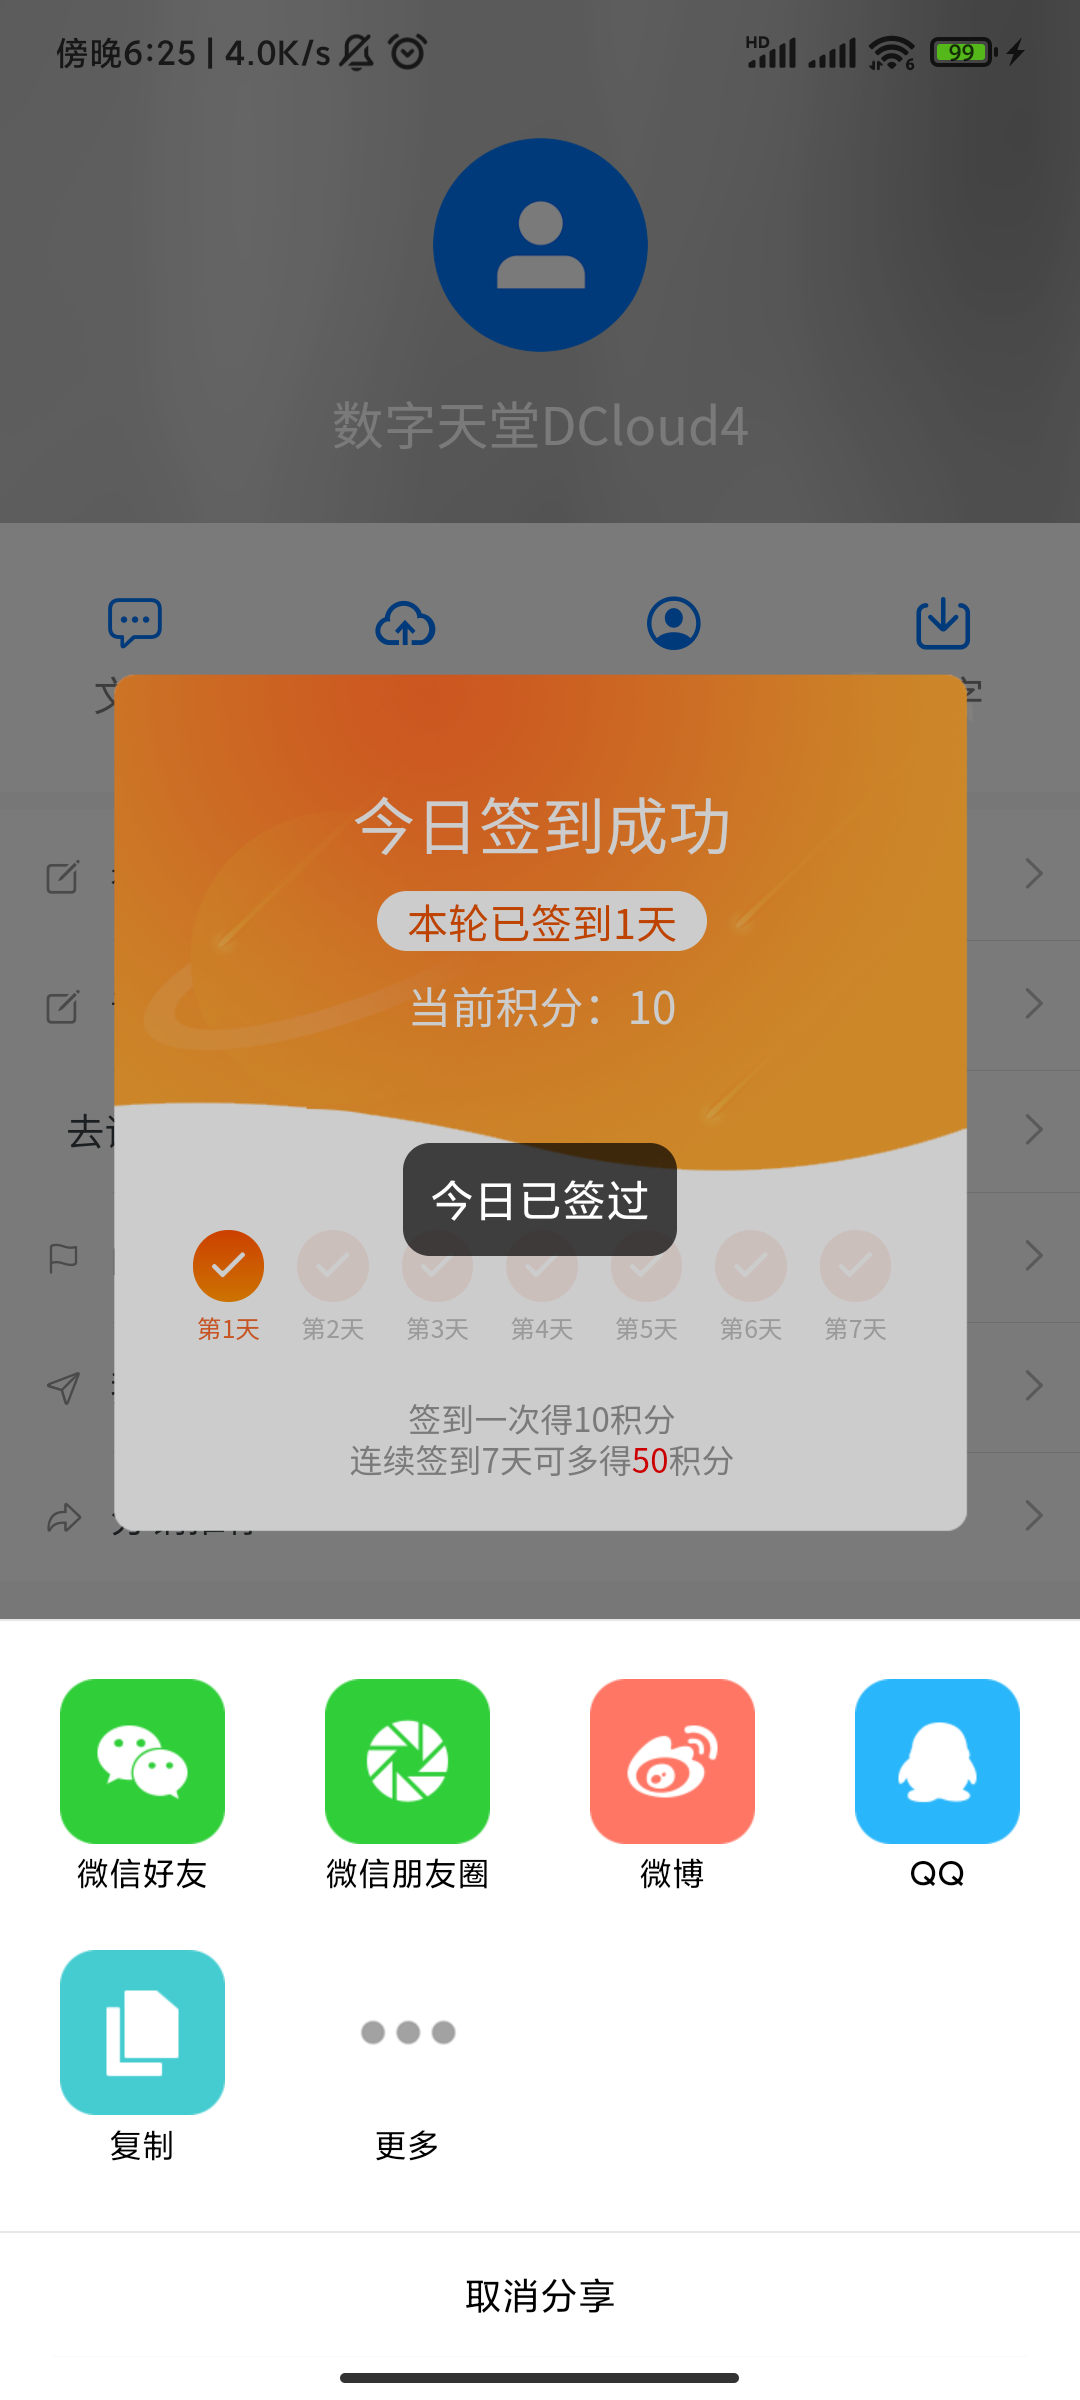 傍晚6:25 | 4.0K/s
HD
6
99
数字天堂DCloud4
今日签到成功
本轮已签到1天
当前积分：10
去
今日已签过
第1天 第2天 第3天 第4天 第5天 第6天 第7天
签到一次得10积分
连续签到7天可多得50积分
微信好友 微信朋友圈 微博 QQ
复制 更多
取消分享